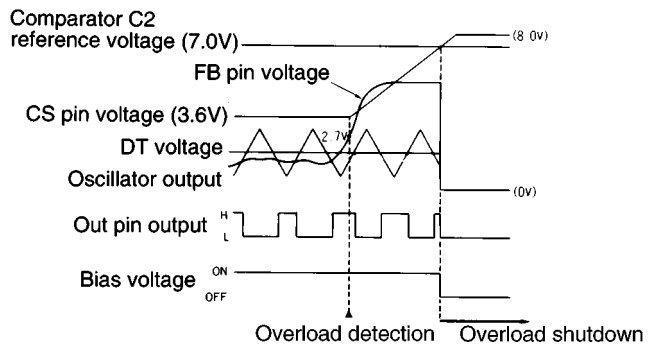 Comparator C2
reference voltage (7.0V)
(8.0V)
FB pin voltage
CS pin voltage (3.6V)
2.7V
DT voltage
Oscillator output
(0V)
Out pin output
H
L
Bias voltage
ON
OFF
Overload detection
Overload shutdown